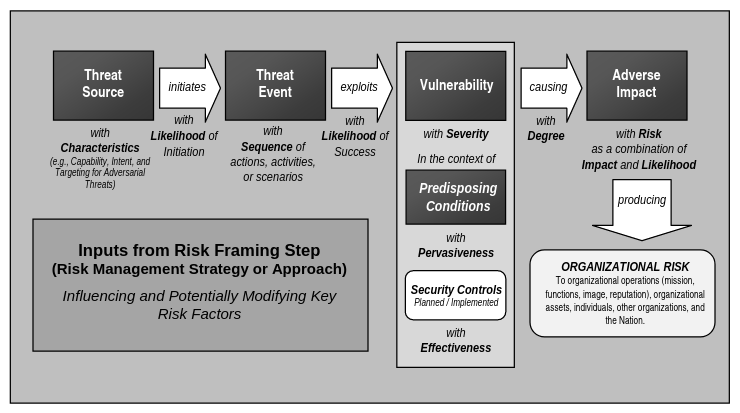 Threat
Source
initiates
Threat
Event
exploits
Vulnerability
causing
Adverse
Impact
with
Characteristics
(e.g., Capability, Intent, and
Targeting for Adversarial
Threats)
with
Likelihood of
Initiation
with
Sequence of
actions, activities,
or scenarios
with
Likelihood of
Success
with Severity
In the context of
Predisposing
Conditions
with
Pervasiveness
Security Controls
Planned / Implemented
with
Effectiveness
with
Degree
with Risk
as a combination of
Impact and Likelihood
producing
ORGANIZATIONAL RISK
To organizational operations (mission,
functions, image, reputation), organizational
assets, individuals, other organizations, and
the Nation.
Inputs from Risk Framing Step
(Risk Management Strategy or Approach)
Influencing and Potentially Modifying Key
Risk Factors